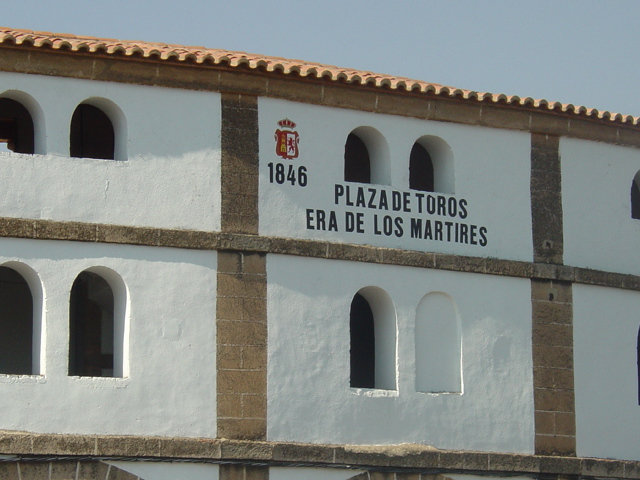 1846
PLAZA DE TOROS
ERA DE LOS MARTIRES